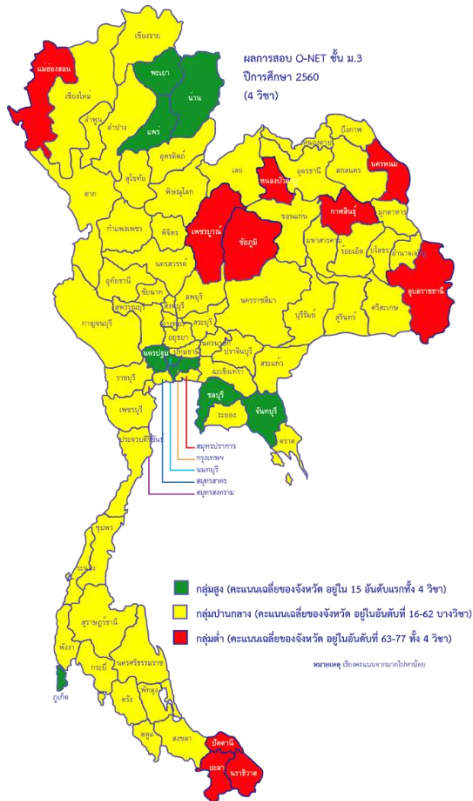 ผลการสอบ O-NET ชั้น ม.3
ปีการศึกษา 2560
(4 วิชา)
เชียงราย
แม่ฮ่องสอน
พะเยา
น่าน
เชียงใหม่
ลำพูน
ลำปาง
แพร่
อุตรดิตถ์
สุโขทัย
ตาก
พิษณุโลก
กำแพงเพชร
พิจิตร
เพชรบูรณ์
ชัยภูมิ
เลย
หนองคาย
บึงกาฬ
หนองบัวลำภู
อุดรธานี
สกลนคร
นครพนม
ขอนแก่น
กาฬสินธุ์
มุกดาหาร
มหาสารคาม
ร้อยเอ็ด
ยโสธร
อำนาจเจริญ
อุบลราชธานี
อุทัยธานี
นครสวรรค์
ชัยนาท
ลพบุรี
สิงห์บุรี
สุพรรณบุรี
อ่างทอง
สระบุรี
นครราชสีมา
บุรีรัมย์
สุรินทร์
ศรีสะเกษ
กาญจนบุรี
อยุธยา
นครนายก
นครปฐม
ปทุมธานี
ปราจีนบุรี
สระแก้ว
ฉะเชิงเทรา
ราชบุรี
ชลบุรี
จันทบุรี
ระยอง
ตราด
เพชรบุรี
ประจวบคีรีขันธ์
สมุทรปราการ
กรุงเทพฯ
นนทบุรี
สมุทรสาคร
สมุทรสงคราม
ชุมพร
ระนอง
สุราษฎร์ธานี
พังงา
ภูเก็ต
กระบี่
นครศรีธรรมราช
ตรัง
พัทลุง
สตูล
สงขลา
ปัตตานี
ยะลา
นราธิวาส
กลุ่มสูง (คะแนนเฉลี่ยของจังหวัด อยู่ใน 15 อันดับแรกทั้ง 4 วิชา)
กลุ่มปานกลาง (คะแนนเฉลี่ยของจังหวัด อยู่ในอันดับที่ 16-62 บางวิชา)
กลุ่มต่ำ (คะแนนเฉลี่ยของจังหวัด อยู่ในอันดับที่ 63-77 ทั้ง 4 วิชา)
หมายเหตุ เรียงคะแนนจากมากไปหาน้อย